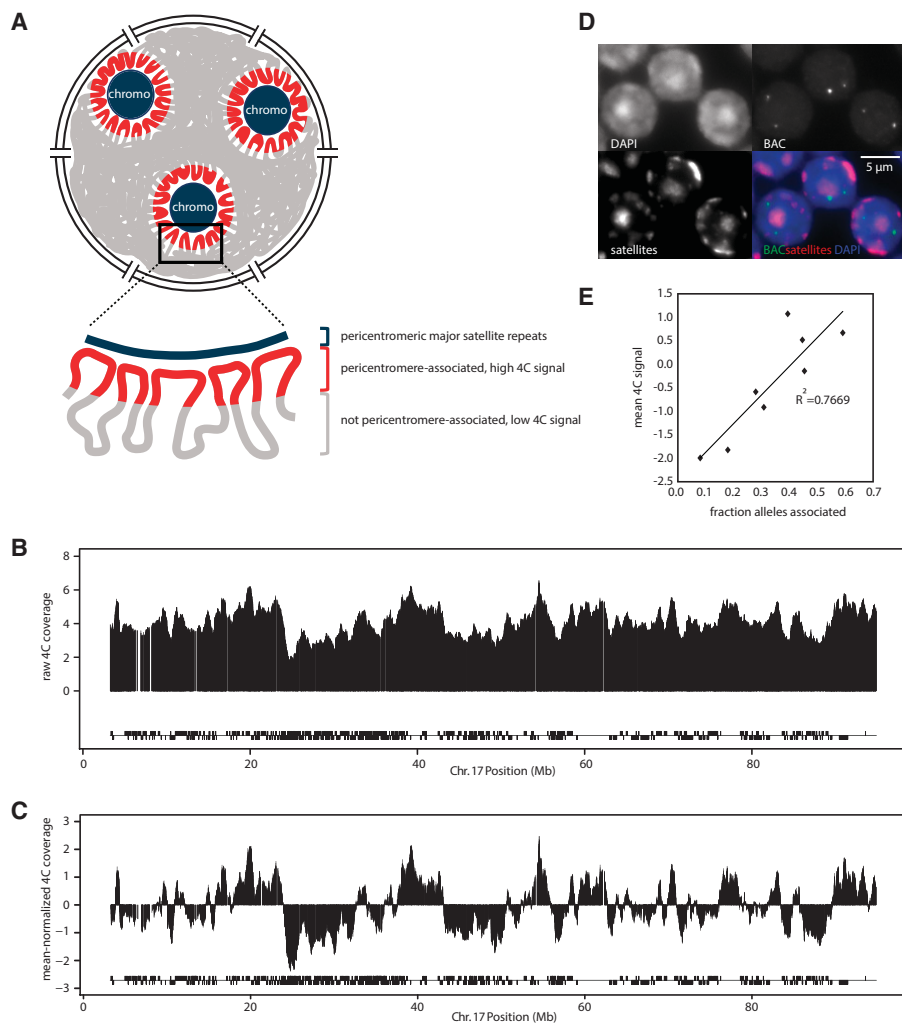 A
chromo
chromo
chromo
pericentromeric major satellite repeats
pericentromere-associated, high 4C signal
not pericentromere-associated, low 4C signal
D
DAPI
BAC
satellites
5 μm
BACsatellites DAPI
E
mean 4C signal
1.5
1.0
0.5
0.0
-0.5
-1.0
-1.5
-2.0
-2.5
R²=0.7669
0.0 0.1 0.2 0.3 0.4 0.5 0.6 0.7
fraction alleles associated
B
raw 4C coverage
8
6
4
2
0
0 20 40 60 80
Chr. 17 Position (Mb)
C
mean-normalized 4C coverage
3
2
1
0
−1
−2
−3
0 20 40 60 80
Chr. 17 Position (Mb)